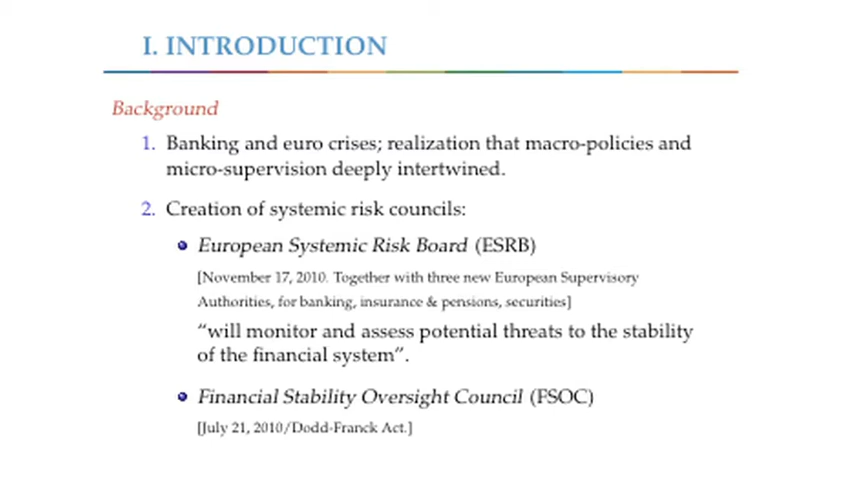 I. INTRODUCTION
Background
1. Banking and euro crises; realization that macro-policies and
micro-supervision deeply intertwined.
2. Creation of systemic risk councils:
European Systemic Risk Board (ESRB)
[November 17, 2010. Together with three new European Supervisory
Authorities, for banking, insurance & pensions, securities]
“will monitor and assess potential threats to the stability
of the financial system”.
Financial Stability Oversight Council (FSOC)
[July 21, 2010/Dodd-Franck Act.]